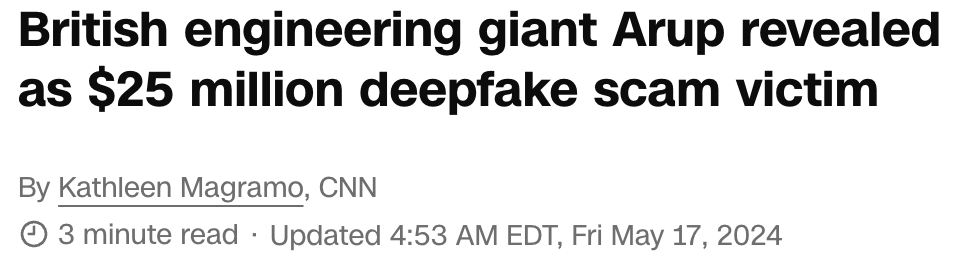 British engineering giant Arup revealed
as $25 million deepfake scam victim
By Kathleen Magramo, CNN
3 minute read · Updated 4:53 AM EDT, Fri May 17, 2024